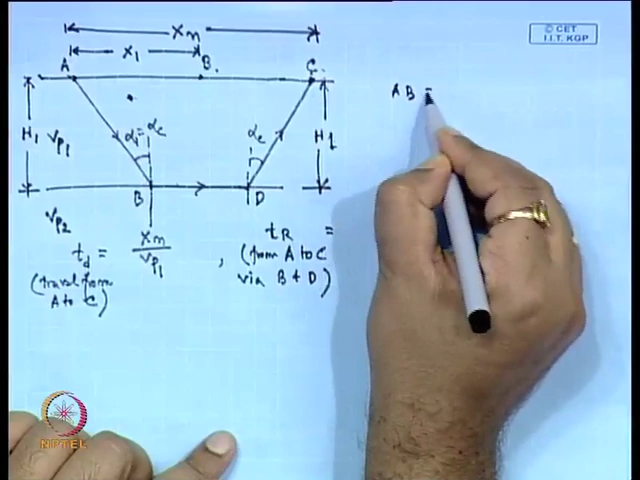 © CET
I.I.T. KGP
Xm
X1
A B. C.
H1 Vp1 α1=αc αc H1
B D
Vp2
td = Xm/Vp1 , tR =
(travel from A to C) (from A to C via B + D)
AB =
NPTEL